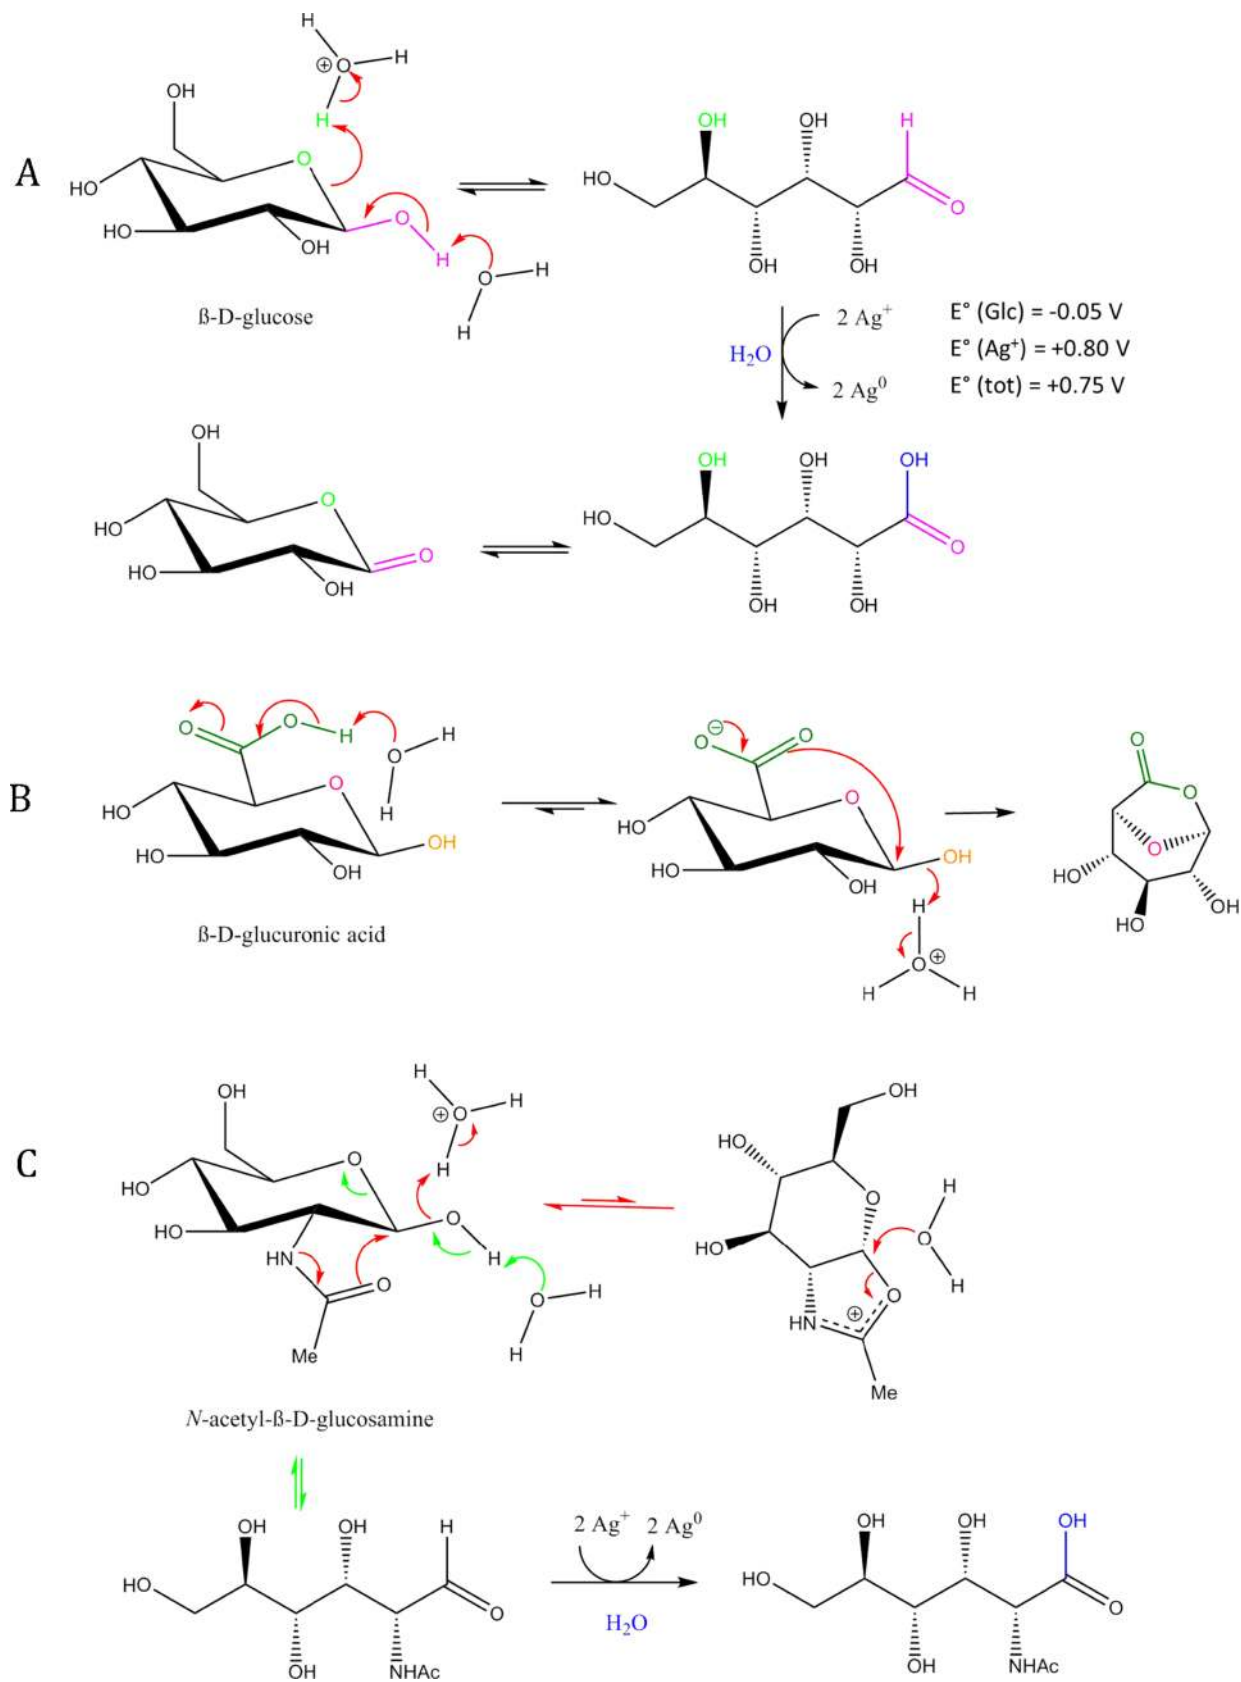 A
H
H
⊕
O
H
OH
O
HO
HO
OH
O
H
O
H
H
ß-D-glucose
OH
OH
H
HO
O
OH
OH
2 Ag⁺
H₂O
2 Ag⁰
E° (Glc) = -0.05 V
E° (Ag⁺) = +0.80 V
E° (tot) = +0.75 V
OH
O
HO
HO
OH
O
OH
OH
OH
HO
O
OH
OH
B
O
O
H
O
H
H
O
HO
HO
OH
OH
ß-D-glucuronic acid
⊖
O
O
O
HO
HO
OH
OH
H
O
⊕
H
H
O
O
O
HO
HO
OH
C
H
H
⊕
O
H
OH
O
HO
HO
O
H
HN
O
O
H
H
Me
N-acetyl-ß-D-glucosamine
OH
HO
O
H
O
H
HO
O
⊕
HN
Me
OH
OH
H
HO
O
OH
NHAc
2 Ag⁺
2 Ag⁰
H₂O
OH
OH
OH
HO
O
OH
NHAc